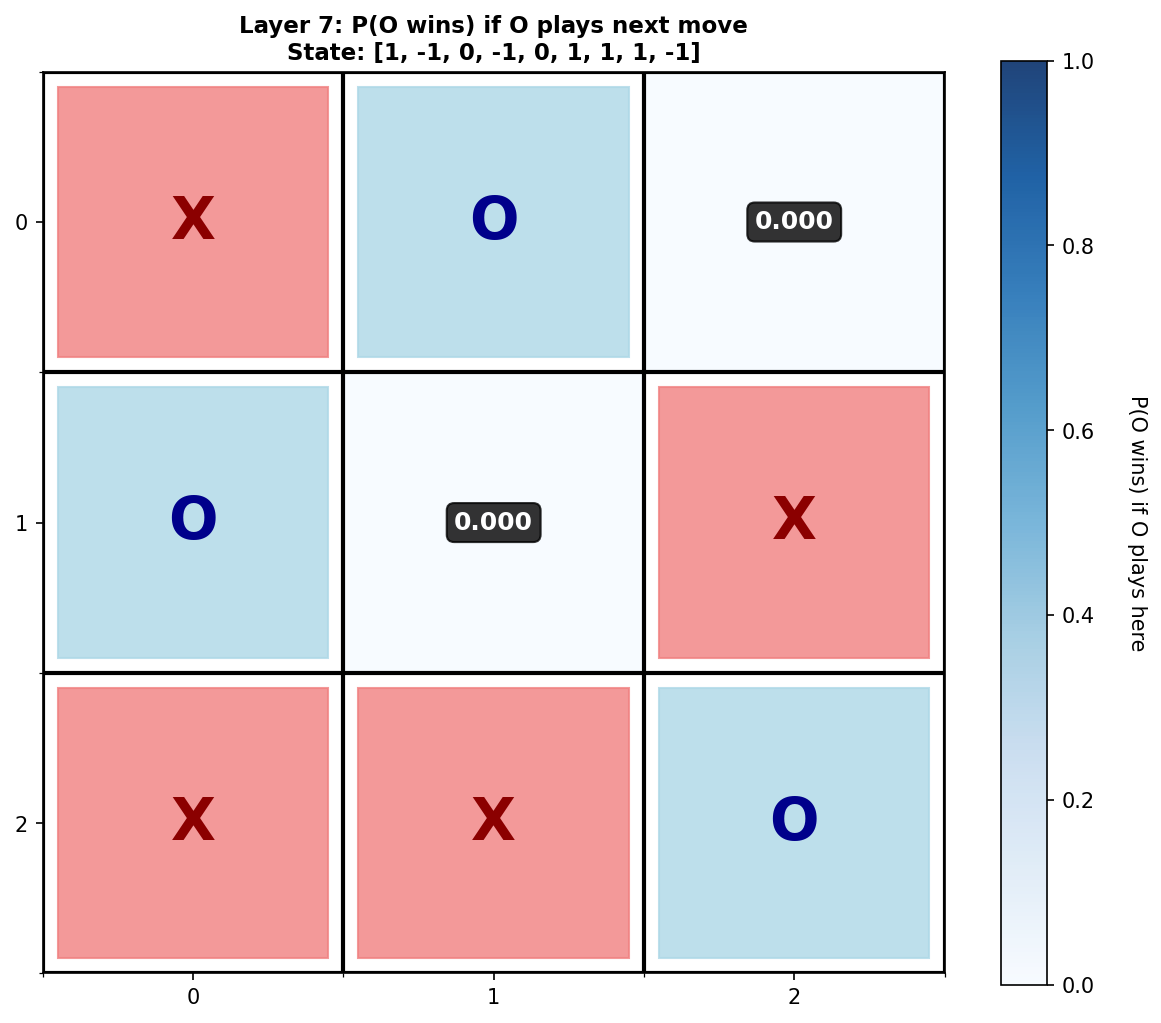 Layer 7: P(O wins) if O plays next move
State: [1, -1, 0, -1, 0, 1, 1, 1, -1]
0
X
O
0.000
1
O
0.000
X
2
X
X
O
0
1
2
1.0
0.8
0.6
0.4
0.2
0.0
P(O wins) if O plays here